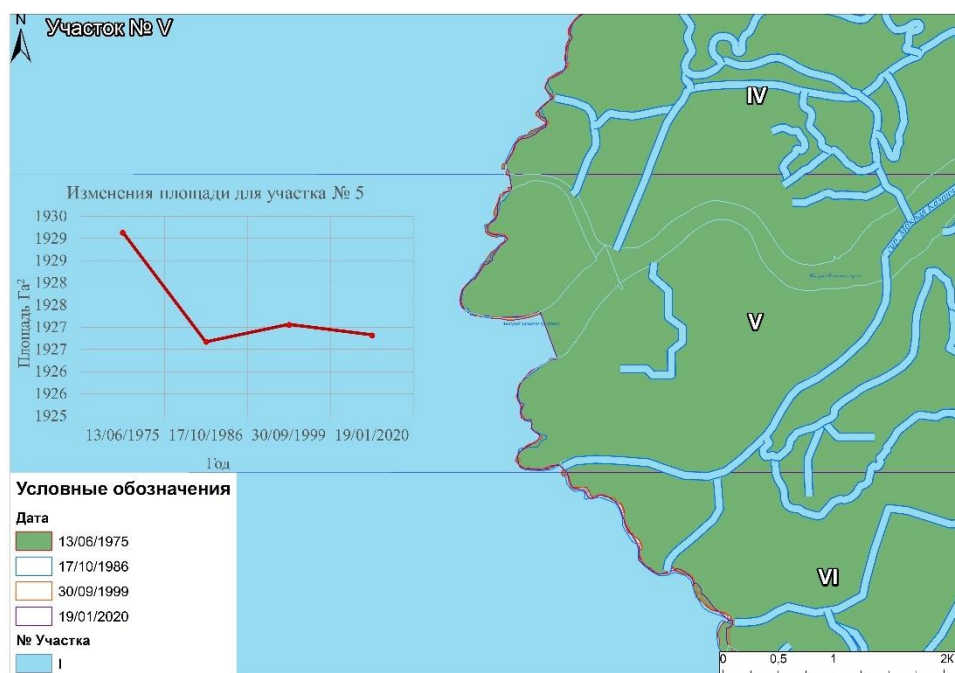 N
Участок № V
IV
Изменения площади для участка № 5
1930
1929
1929
1928
1928
1927
1927
1926
1926
1925
Площадь Га²
13/06/1975 17/10/1986 30/09/1999 19/01/2020
Год
V
Условные обозначения
Дата
13/06/1975
17/10/1986
30/09/1999
19/01/2020
№ Участка
I
VI
0 0,5 1 2К